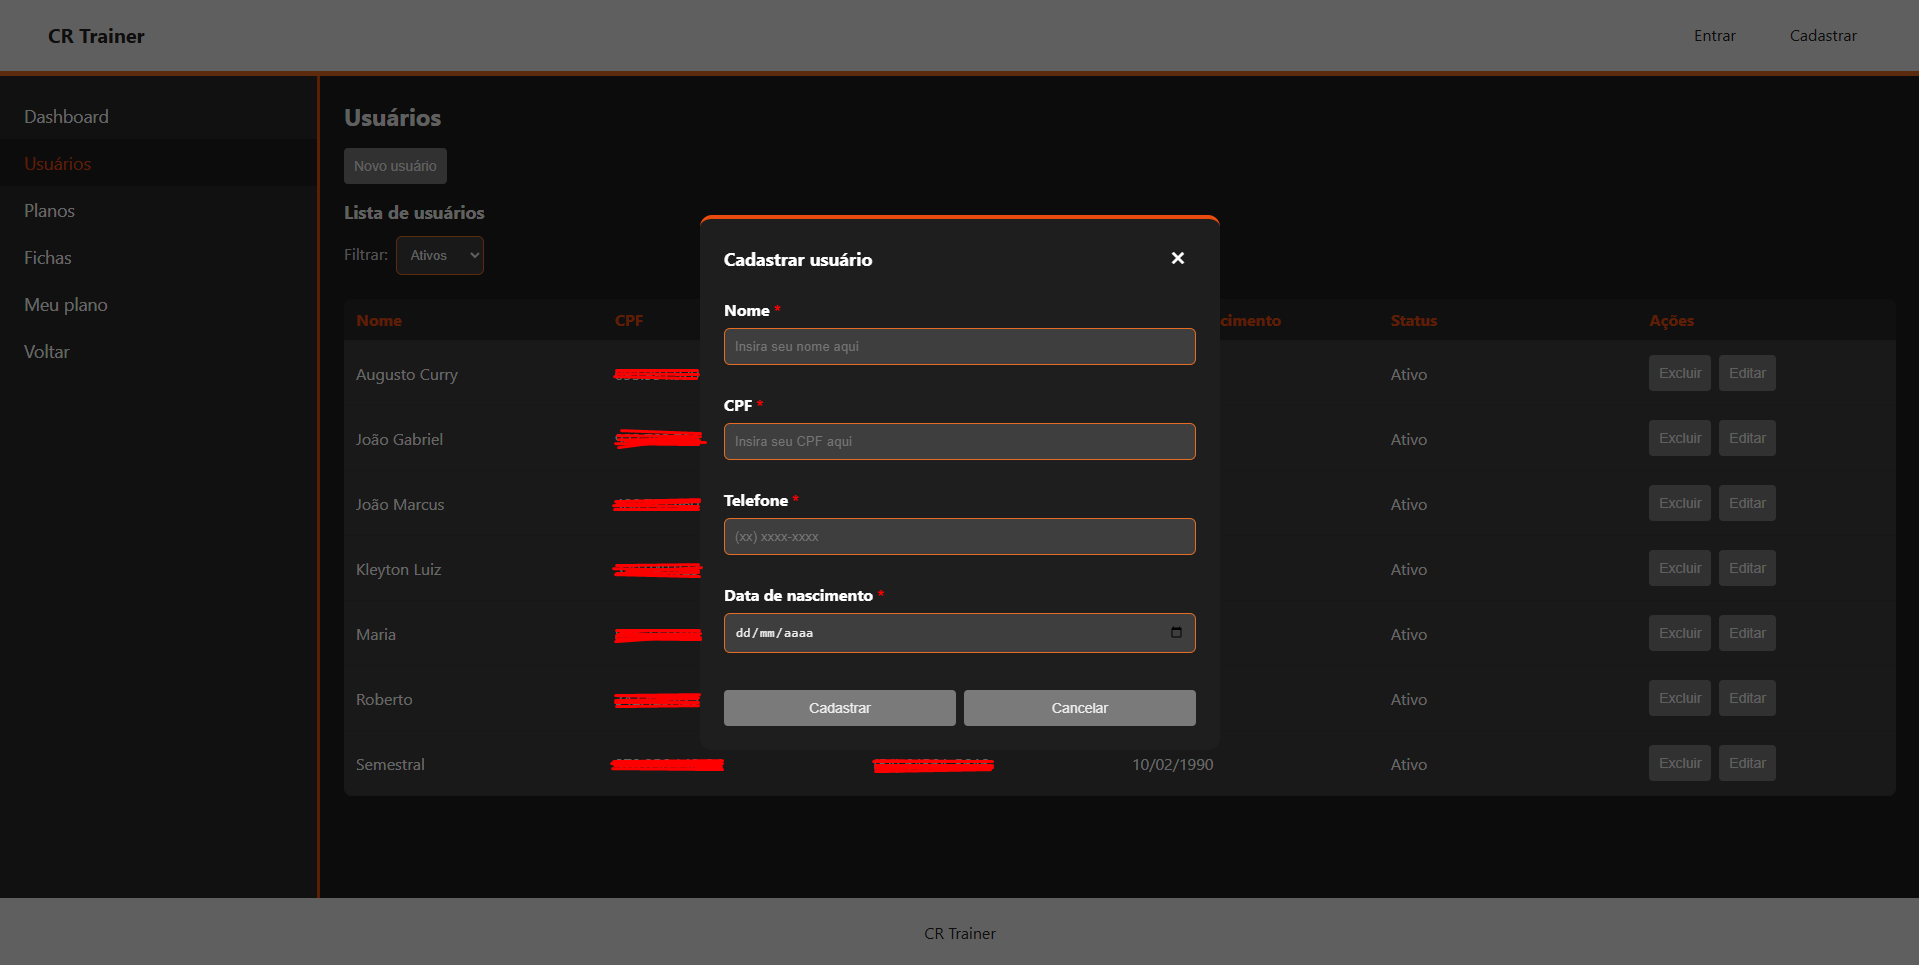 CR Trainer
Entrar
Cadastrar
Dashboard
Usuários
Planos
Fichas
Meu plano
Voltar
Usuários
Novo usuário
Lista de usuários
Filtrar: Ativos
Nome CPF cimento Status Ações
Augusto Curry Ativo Excluir Editar
João Gabriel Ativo Excluir Editar
João Marcus Ativo Excluir Editar
Kleyton Luiz Ativo Excluir Editar
Maria Ativo Excluir Editar
Roberto Ativo Excluir Editar
Semestral 10/02/1990 Ativo Excluir Editar
Cadastrar usuário ×
Nome *
Insira seu nome aqui
CPF *
Insira seu CPF aqui
Telefone *
(xx) xxxx-xxxx
Data de nascimento *
dd/mm/aaaa
Cadastrar Cancelar
CR Trainer